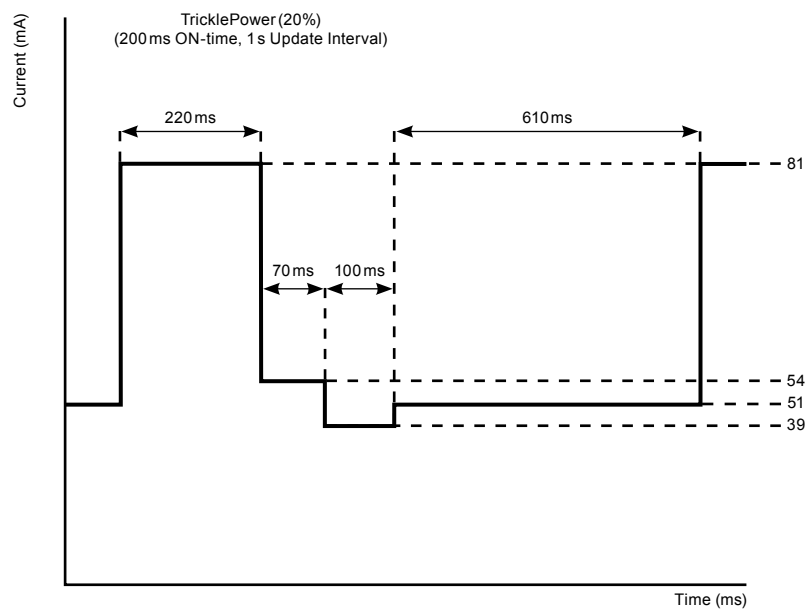 TricklePower (20%)
(200 ms ON-time, 1 s Update Interval)
Current (mA)
220 ms
610 ms
81
70 ms
100 ms
54
51
39
Time (ms)